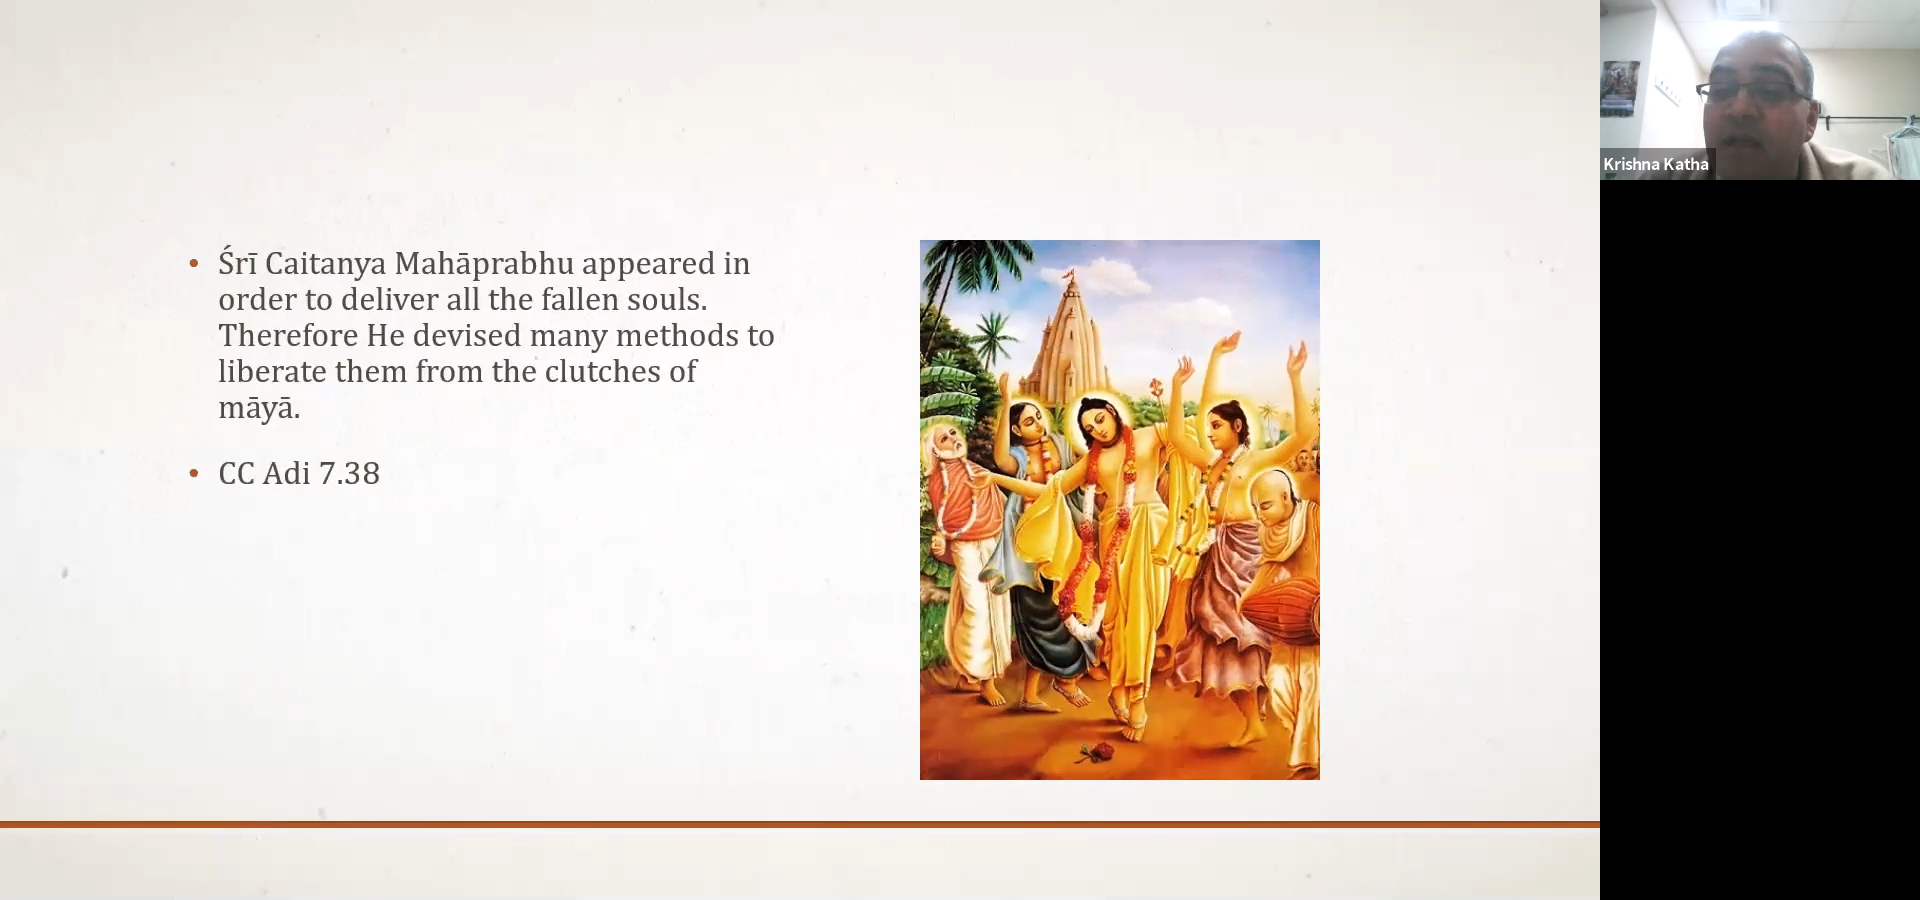 • Śrī Caitanya Mahāprabhu appeared in
order to deliver all the fallen souls.
Therefore He devised many methods to
liberate them from the clutches of
māyā.
• CC Adi 7.38
Krishna Katha